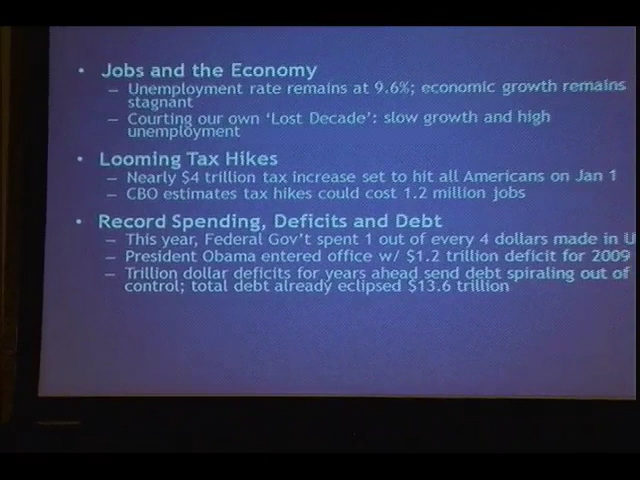 • Jobs and the Economy
– Unemployment rate remains at 9.6%; economic growth remains
stagnant
– Courting our own 'Lost Decade': slow growth and high
unemployment
• Looming Tax Hikes
– Nearly $4 trillion tax increase set to hit all Americans on Jan 1
– CBO estimates tax hikes could cost 1.2 million jobs
• Record Spending, Deficits and Debt
– This year, Federal Gov't spent 1 out of every 4 dollars made in U
– President Obama entered office w/ $1.2 trillion deficit for 2009
– Trillion dollar deficits for years ahead send debt spiraling out of
control; total debt already eclipsed $13.6 trillion